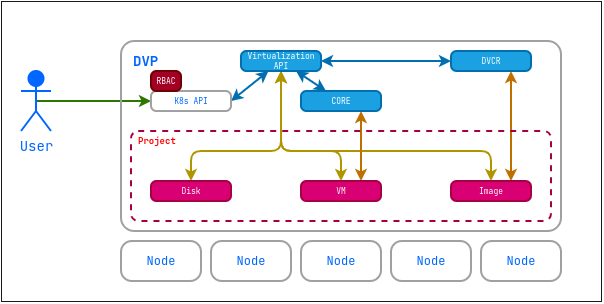 DVP
Virtualization
API
DVCR
RBAC
K8s API
CORE
User
Project
Disk
VM
Image
Node
Node
Node
Node
Node